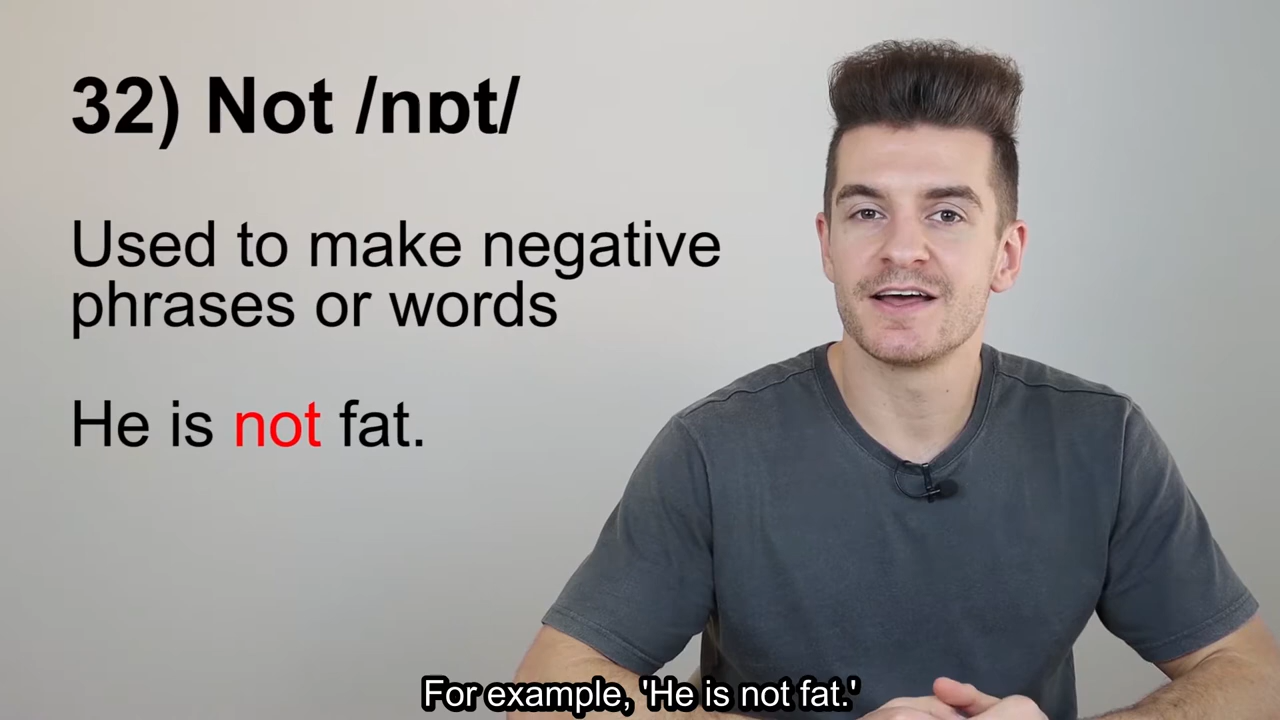 32) Not /nɒt/
Used to make negative
phrases or words
He is not fat.
For example, 'He is not fat.'